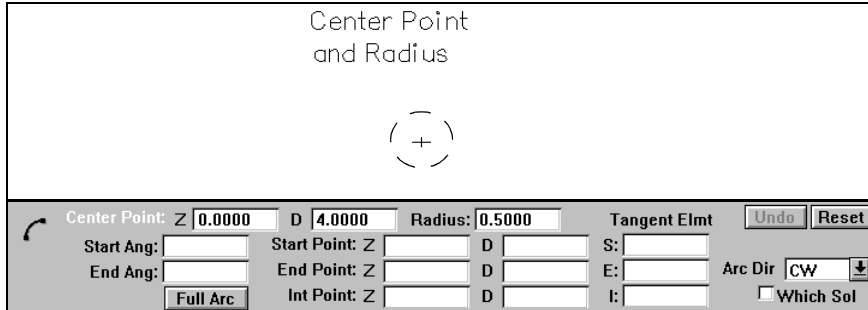 Center Point
and Radius
Center Point: Z 0.0000 D 4.0000 Radius: 0.5000 Tangent Elmt Undo Reset
Start Ang: Start Point: Z D S:
End Ang: End Point: Z D E: Arc Dir CW
Full Arc Int Point: Z D I: Which Sol